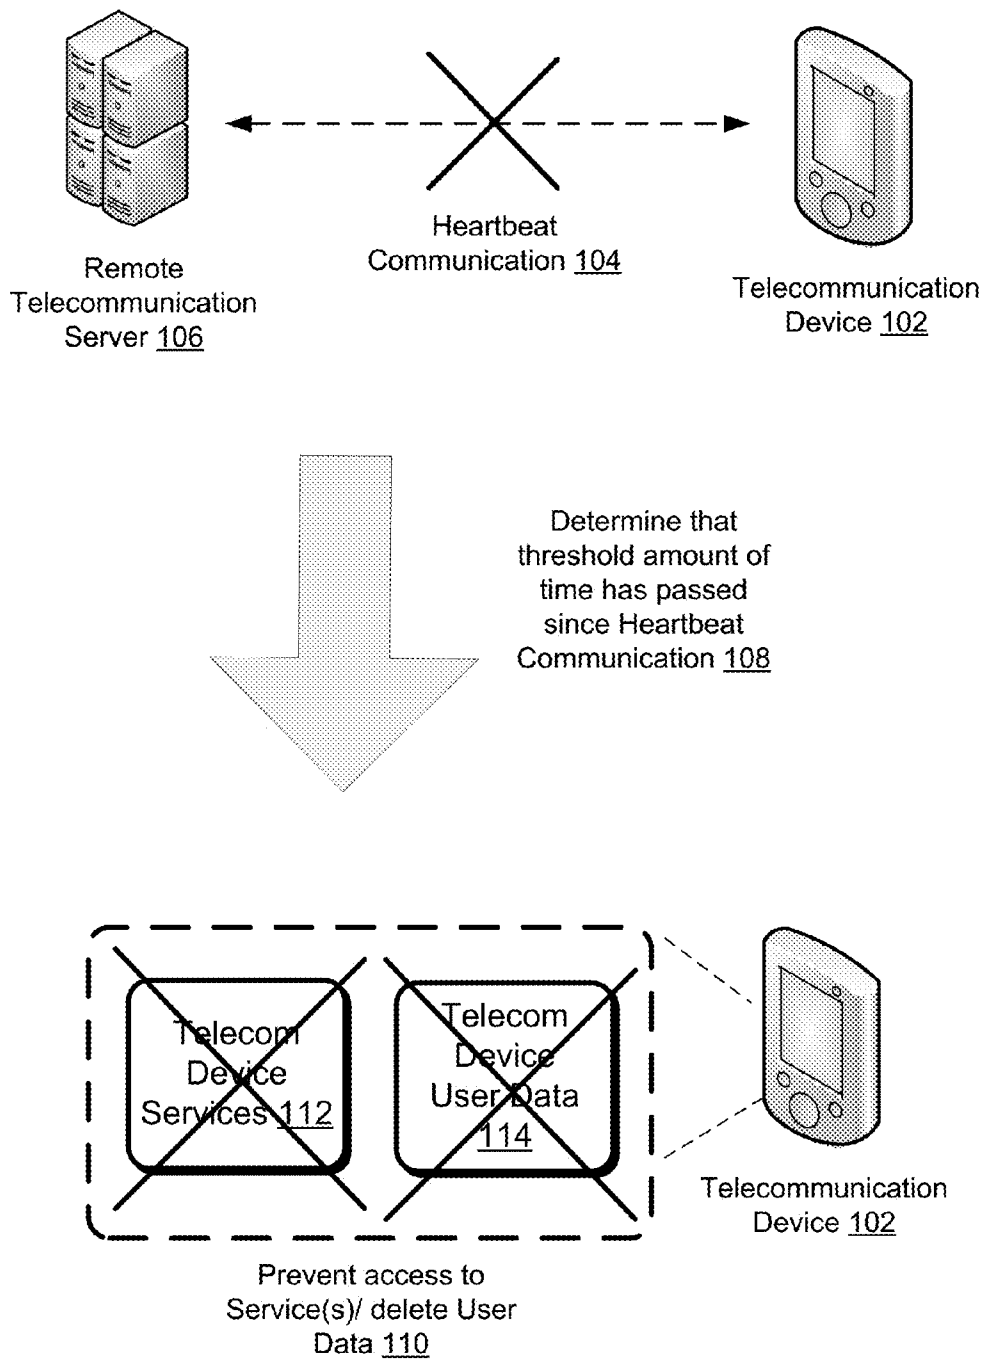 Heartbeat
Communication 104
Remote
Telecommunication
Server 106
Telecommunication
Device 102
Determine that
threshold amount of
time has passed
since Heartbeat
Communication 108
Telecom
Device
Services 112
Telecom
Device
User Data
114
Telecommunication
Device 102
Prevent access to
Service(s)/ delete User
Data 110